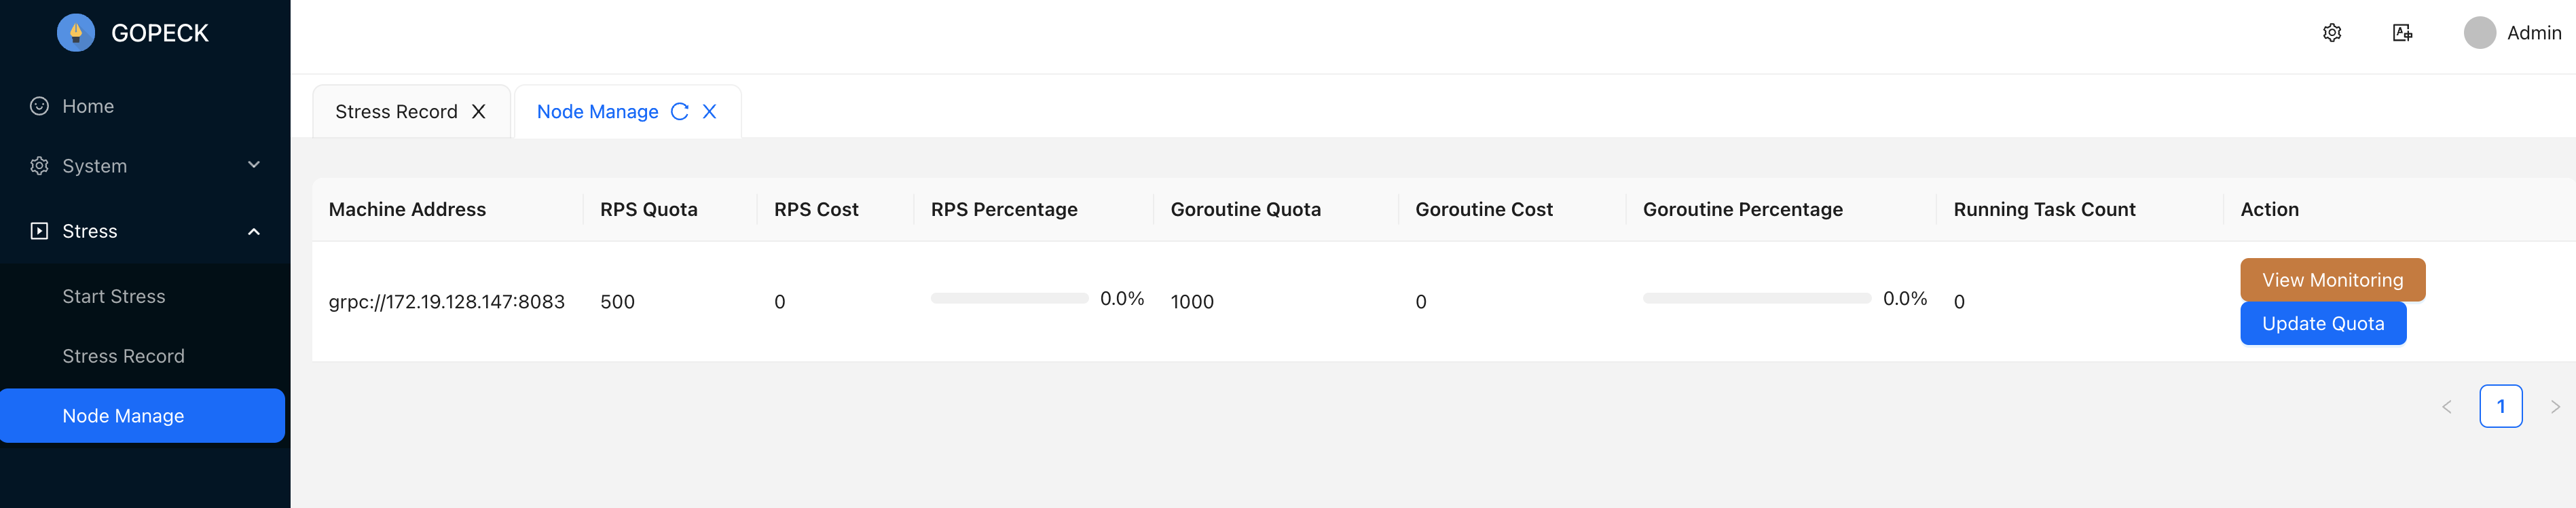 GOPECK
Admin
Home
System
Stress
Start Stress
Stress Record
Node Manage
Stress Record
Node Manage
Machine Address RPS Quota RPS Cost RPS Percentage Goroutine Quota Goroutine Cost Goroutine Percentage Running Task Count Action
grpc://172.19.128.147:8083 500 0 0.0% 1000 0 0.0% 0
View Monitoring
Update Quota
1